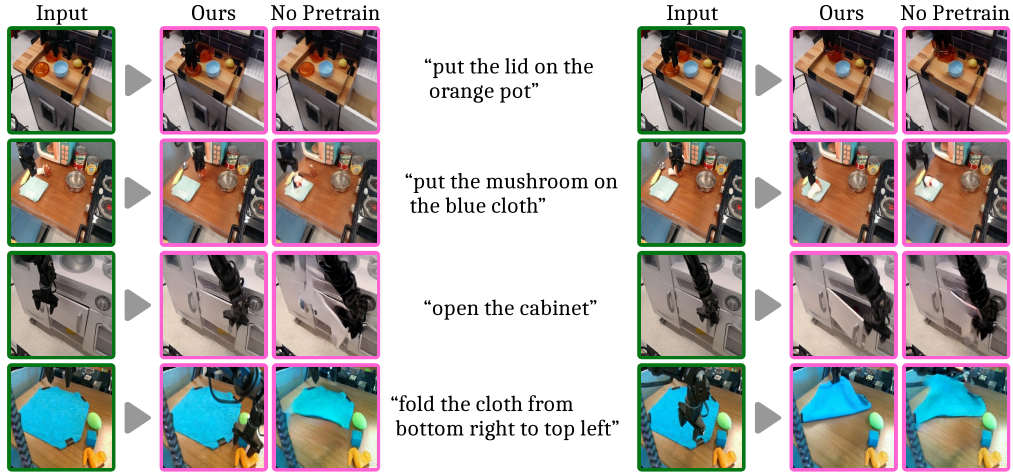 Input Ours No Pretrain Input Ours No Pretrain
“put the lid on the
orange pot”
“put the mushroom on
the blue cloth”
“open the cabinet”
“fold the cloth from
bottom right to top left”